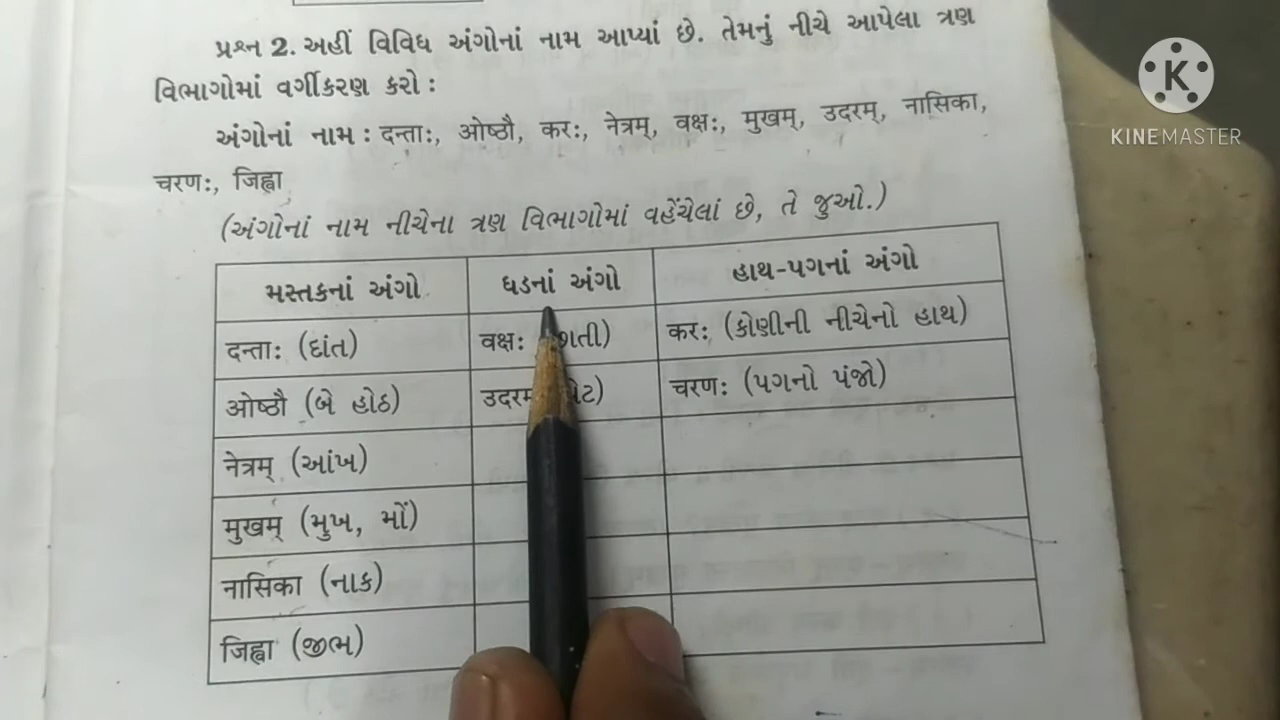 પ્રશ્ન 2. અહીં વિવિધ અંગોનાં નામ આપ્યાં છે. તેમનું નીચે આપેલા ત્રણ
વિભાગોમાં વર્ગીકરણ કરો :
અંગોનાં નામ : दन्ताः, ओष्ठौ, करः, नेत्रम्, वक्षः, मुखम्, उदरम्, नासिका,
चरणः, जिह्वा
(અંગોનાં નામ નીચેના ત્રણ વિભાગોમાં વહેંચેલાં છે, તે જુઓ.)
મસ્તકનાં અંગો ધડનાં અંગો હાથ-પગનાં અંગો
दन्ताः (દાંત) वक्षः करः (કોણીની નીચેનો હાથ)
ओष्ठौ (બે હોઠ) चरणः (પગનો પંજો)
नेत्रम् (આંખ)
मुखम् (મુખ, મોં)
नासिका (નાક)
जिह्वा (જીભ)
K
KINEMASTER